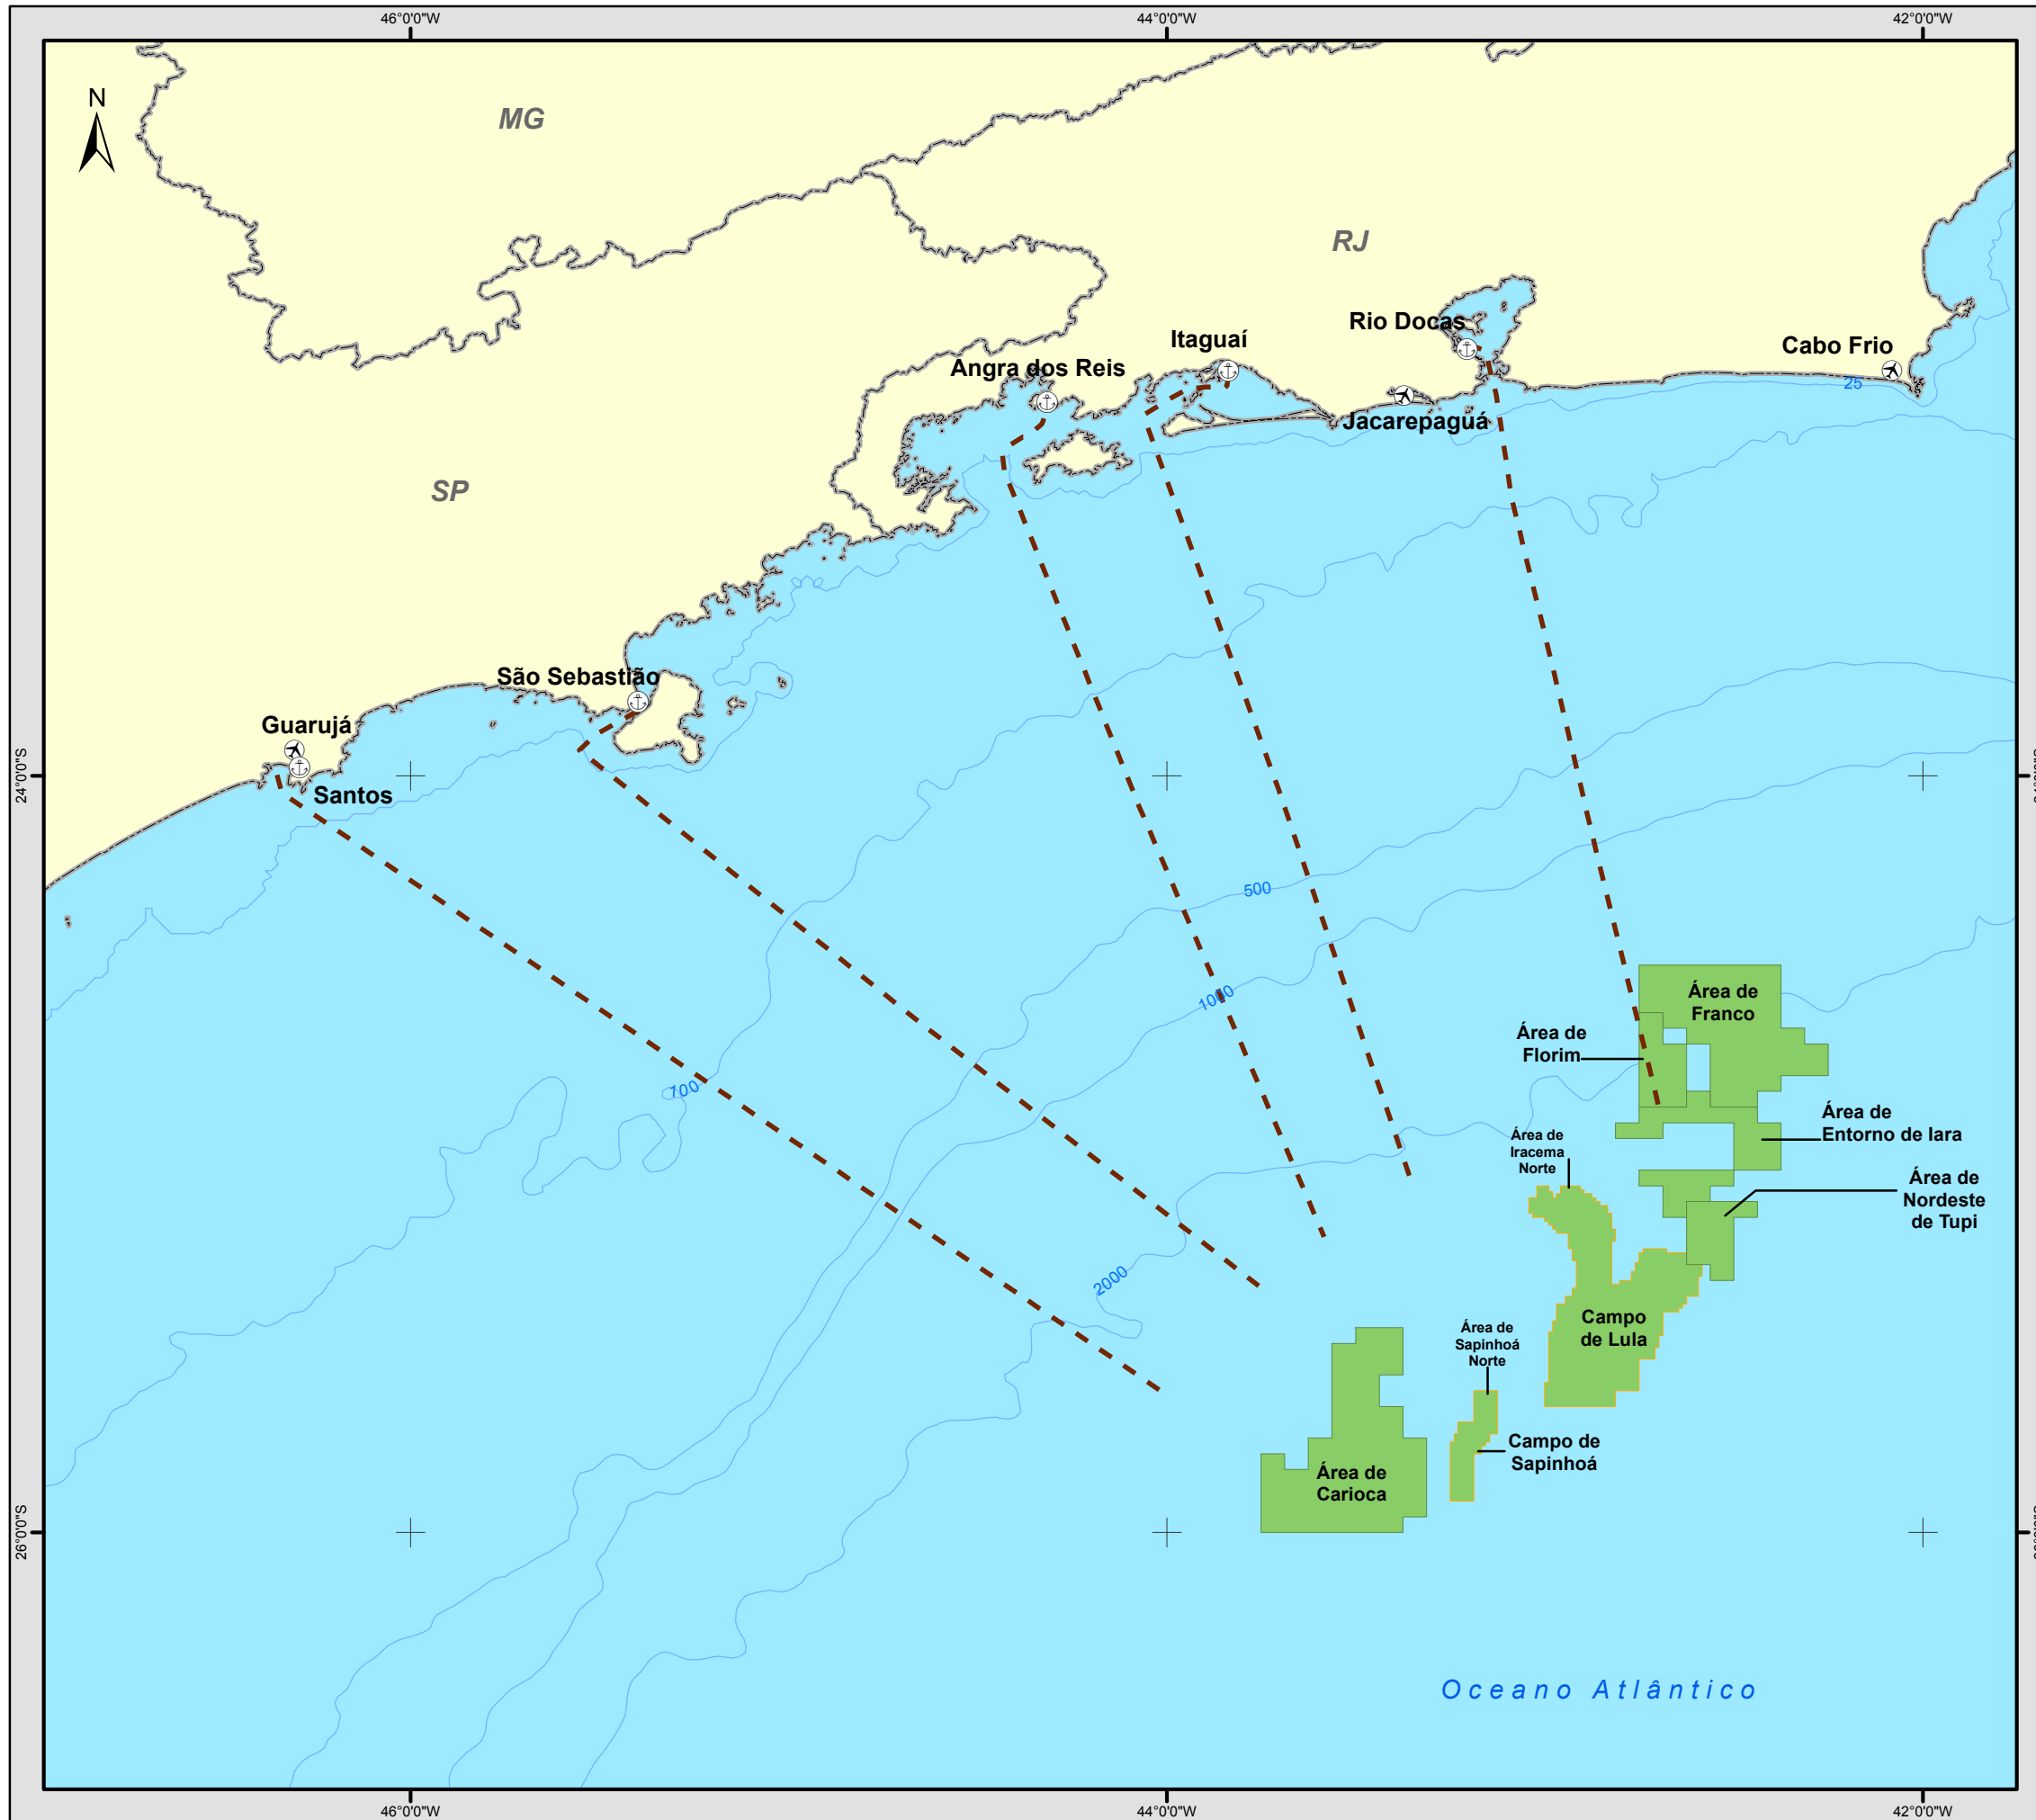 46°0'0"W
44°0'0"W
42°0'0"W
N
MG
RJ
Rio Docas
Itaguaí
Cabo Frio
Angra dos Reis
25
Jacarepaguá
SP
São Sebastião
Guarujá
Santos
24°0'0"S
500
Área de
Franco
1000
Área de
Florim
100
Área de
Entorno de Iara
Área de
Iracema
Norte
Área de
Nordeste
de Tupi
2000
Campo
de Lula
Área de
Sapinhoá
Norte
Campo de
Sapinhoá
Área de
Carioca
26°0'0"S
Oceano Atlântico
46°0'0"W
44°0'0"W
42°0'0"W